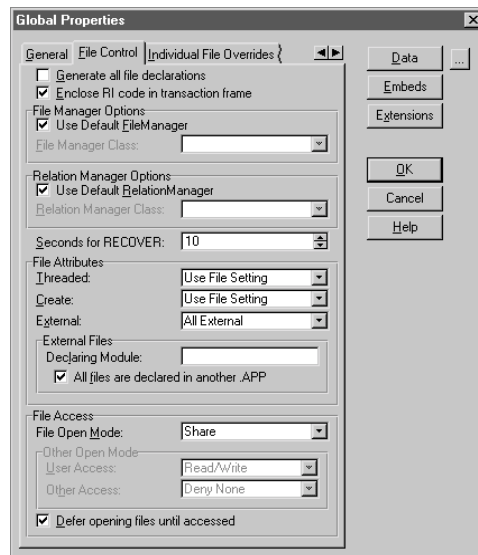 Global Properties
General File Control Individual File Overrides
Generate all file declarations
Enclose RI code in transaction frame
File Manager Options
Use Default FileManager
File Manager Class:
Relation Manager Options
Use Default RelationManager
Relation Manager Class:
Seconds for RECOVER: 10
File Attributes
Threaded: Use File Setting
Create: Use File Setting
External: All External
External Files
Declaring Module:
All files are declared in another .APP
File Access
File Open Mode: Share
Other Open Mode
User Access: Read/Write
Other Access: Deny None
Defer opening files until accessed
Data ...
Embeds
Extensions
OK
Cancel
Help